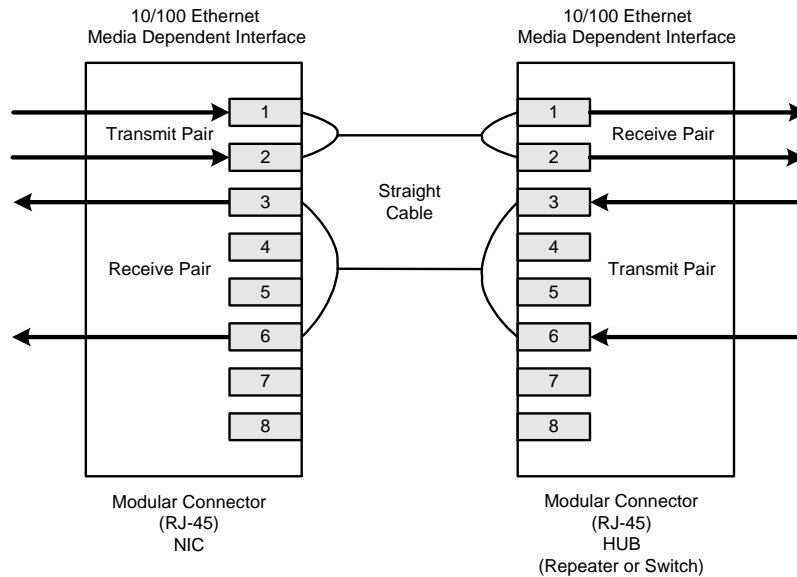 10/100 Ethernet
Media Dependent Interface
10/100 Ethernet
Media Dependent Interface
1
Transmit Pair
2
3
4
Receive Pair
5
6
7
8
Straight
Cable
1
Receive Pair
2
3
4
Transmit Pair
5
6
7
8
Modular Connector
(RJ-45)
NIC
Modular Connector
(RJ-45)
HUB
(Repeater or Switch)